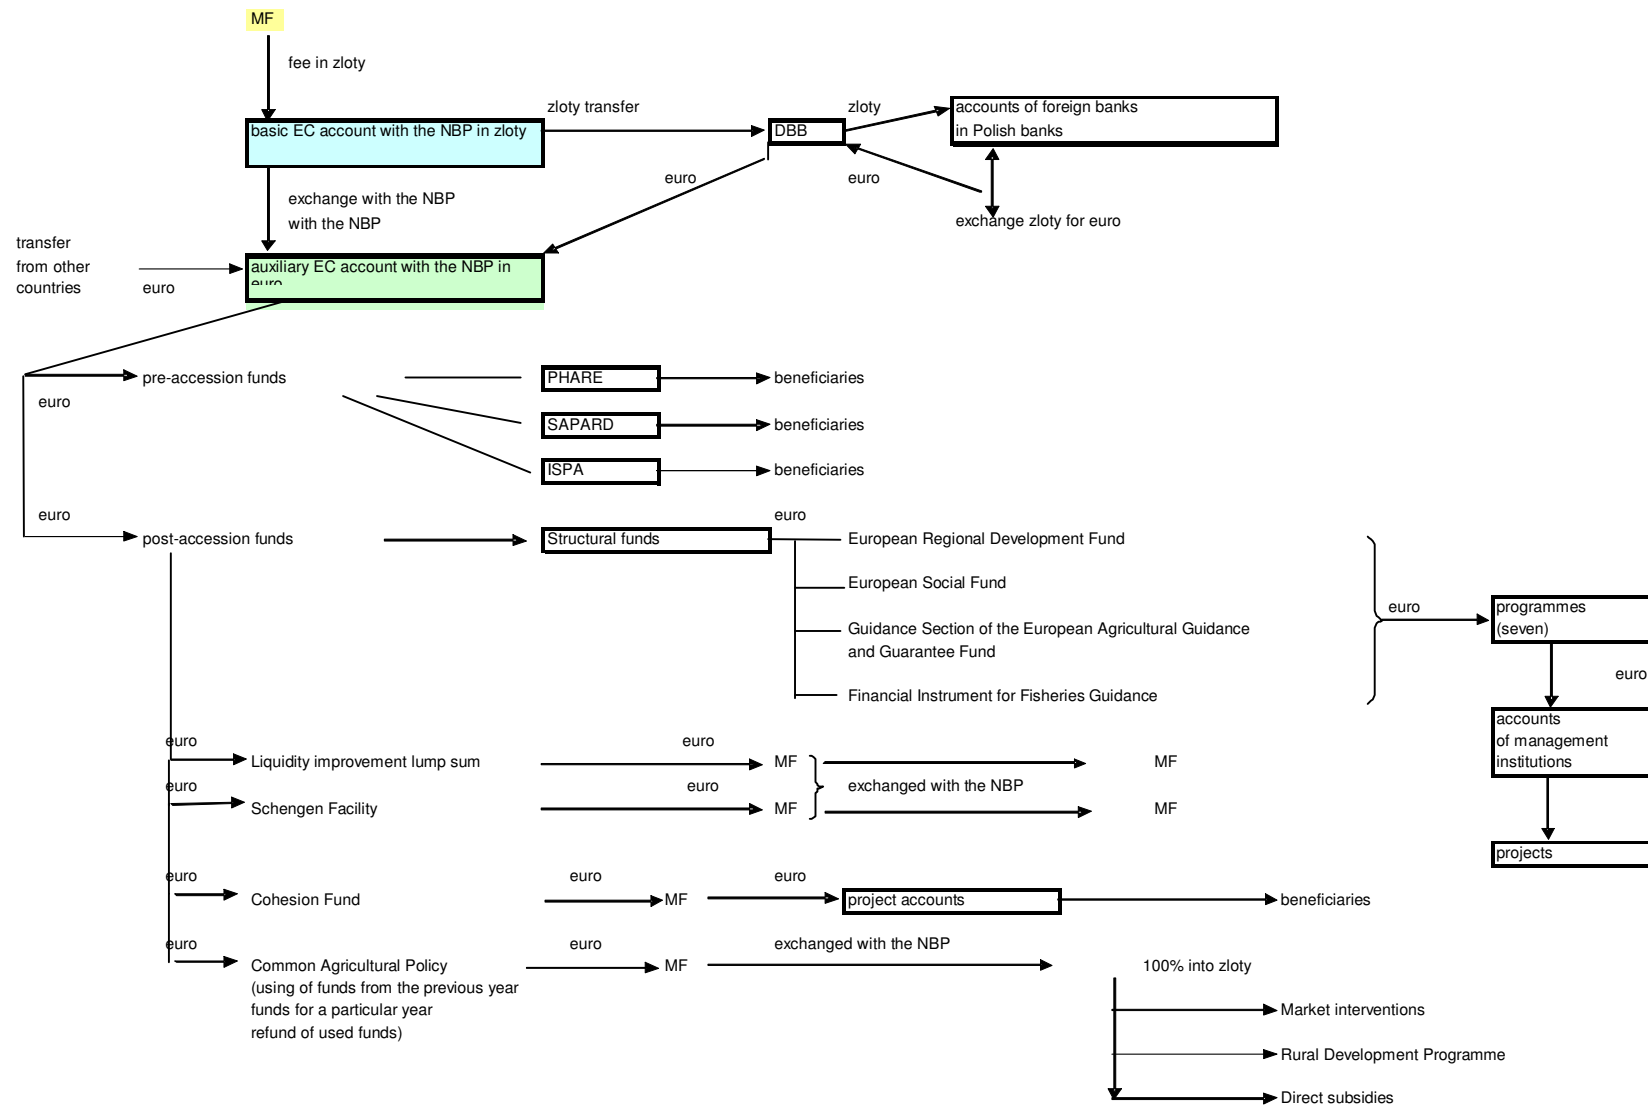 MF
fee in zloty
zloty transfer
zloty
accounts of foreign banks
in Polish banks
basic EC account with the NBP in zloty
DBB
euro
euro
exchange with the NBP
with the NBP
exchange zloty for euro
transfer
from other
countries
euro
auxiliary EC account with the NBP in
euro
pre-accession funds
PHARE
beneficiaries
euro
SAPARD
beneficiaries
ISPA
beneficiaries
euro
euro
post-accession funds
Structural funds
European Regional Development Fund
European Social Fund
Guidance Section of the European Agricultural Guidance
and Guarantee Fund
Financial Instrument for Fisheries Guidance
euro
programmes
(seven)
euro
accounts
of management
institutions
projects
euro
Liquidity improvement lump sum
euro
MF
MF
euro
Schengen Facility
euro
MF
exchanged with the NBP
MF
euro
Cohesion Fund
euro
MF
euro
project accounts
beneficiaries
euro
Common Agricultural Policy
(using of funds from the previous year
funds for a particular year
refund of used funds)
euro
MF
exchanged with the NBP
100% into zloty
Market interventions
Rural Development Programme
Direct subsidies